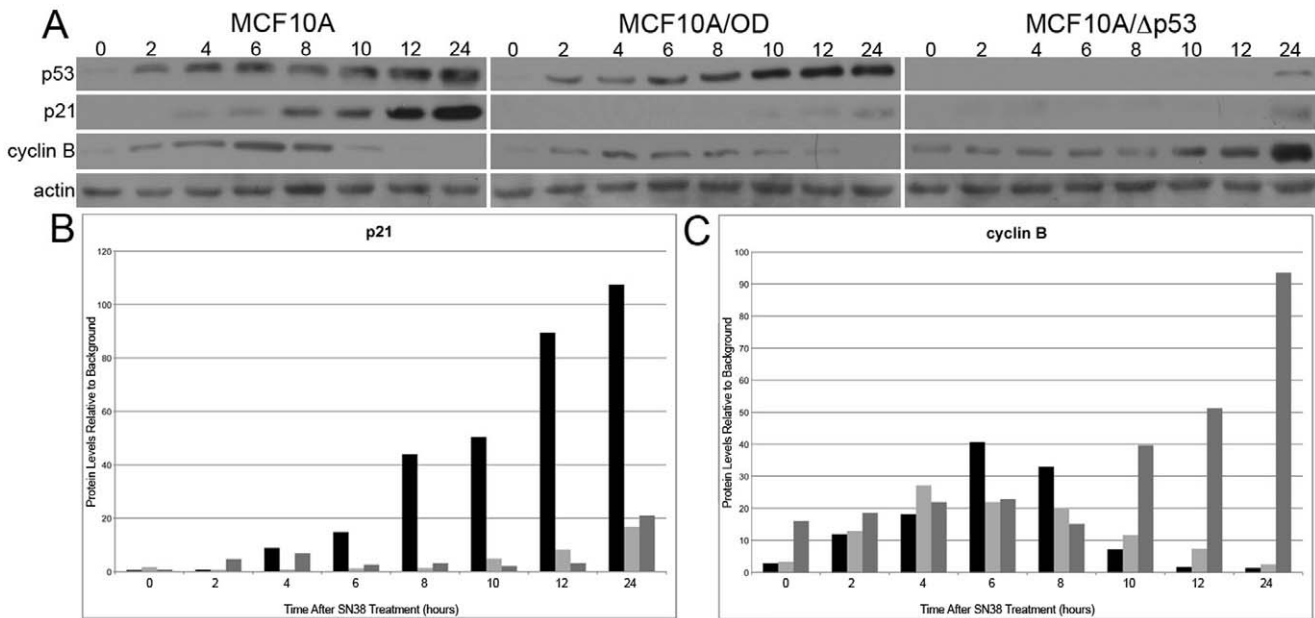 A
MCF10A MCF10A/OD MCF10A/Δp53
0 2 4 6 8 10 12 24 0 2 4 6 8 10 12 24 0 2 4 6 8 10 12 24
p53
p21
cyclin B
actin
B
p21
Protein Levels Relative to Background
120
100
80
60
40
20
0
0 2 4 6 8 10 12 24
Time After SN38 Treatment (hours)
C
cyclin B
Protein Levels Relative to Background
100
90
80
70
60
50
40
30
20
10
0
0 2 4 6 8 10 12 24
Time After SN38 Treatment (hours)